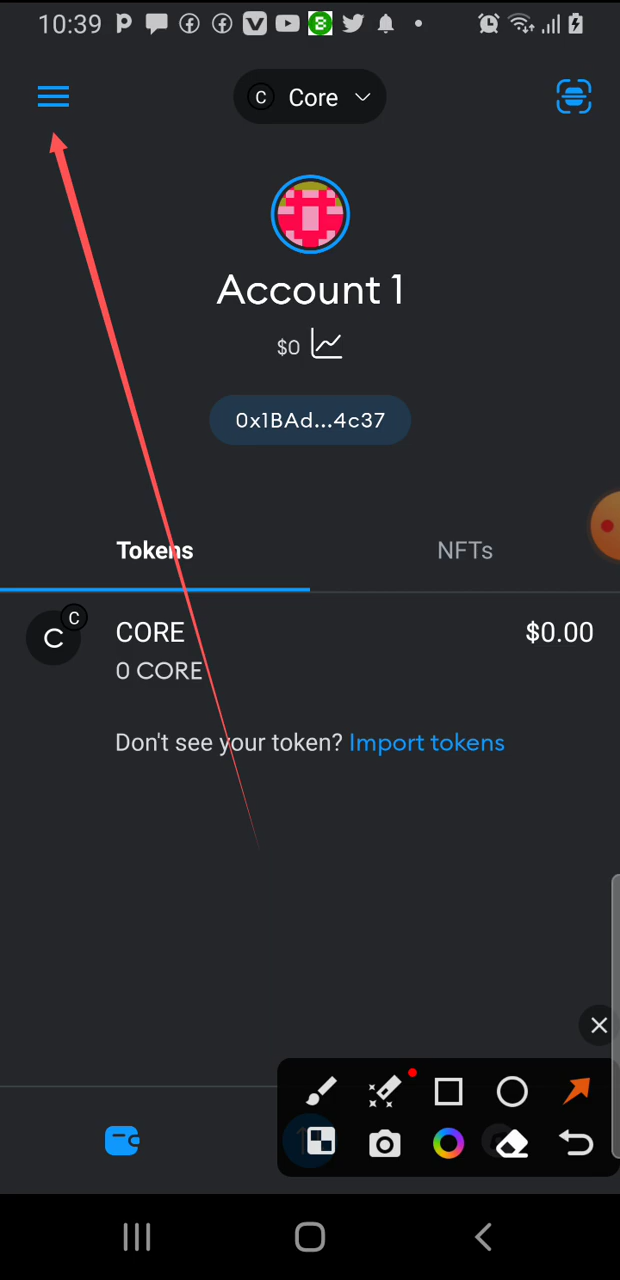 10:39
C Core
Account 1
$0
0x1BAd...4c37
Tokens NFTs
C
C CORE $0.00
0 CORE
Don't see your token? Import tokens